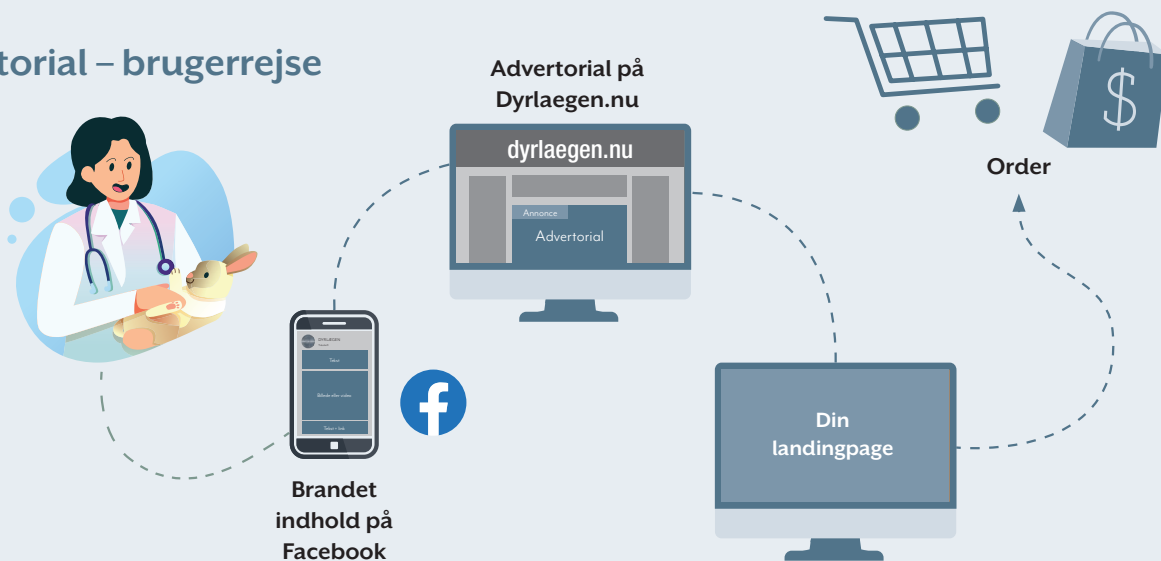 torial – brugerrejse
Advertorial på
Dyrlaegen.nu
dyrlaegen.nu
Annonce
Advertorial
$
Order
DYRLÆGEN
Tekst
Billede eller video
Tekst + link
f
Brandet
indhold på
Facebook
Din
landingpage